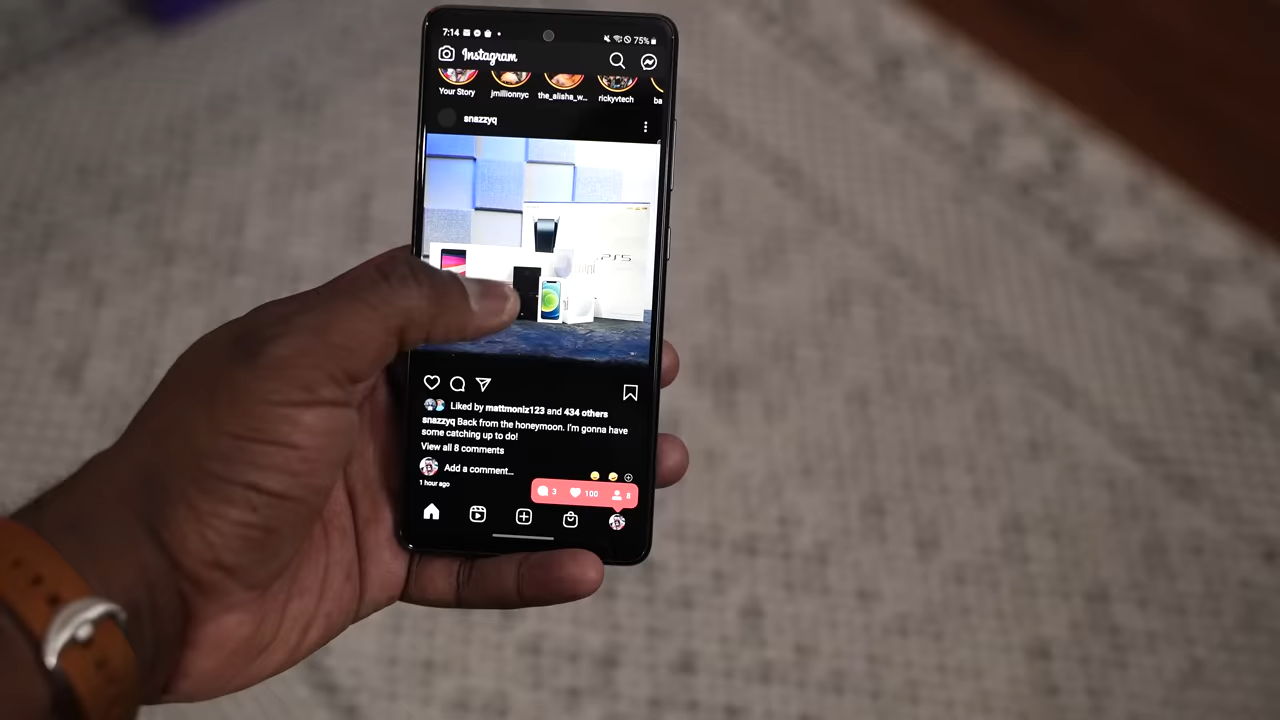 7:14
75%
Instagram
Your Story
jmillionnyc
the_alisha_w...
rickyvtech
ba
snazzyq
PS5
Liked by mattmoniz123 and 434 others
snazzyq Back from the honeymoon. I'm gonna have
some catching up to do!
View all 8 comments
Add a comment...
1 hour ago
3
100
8